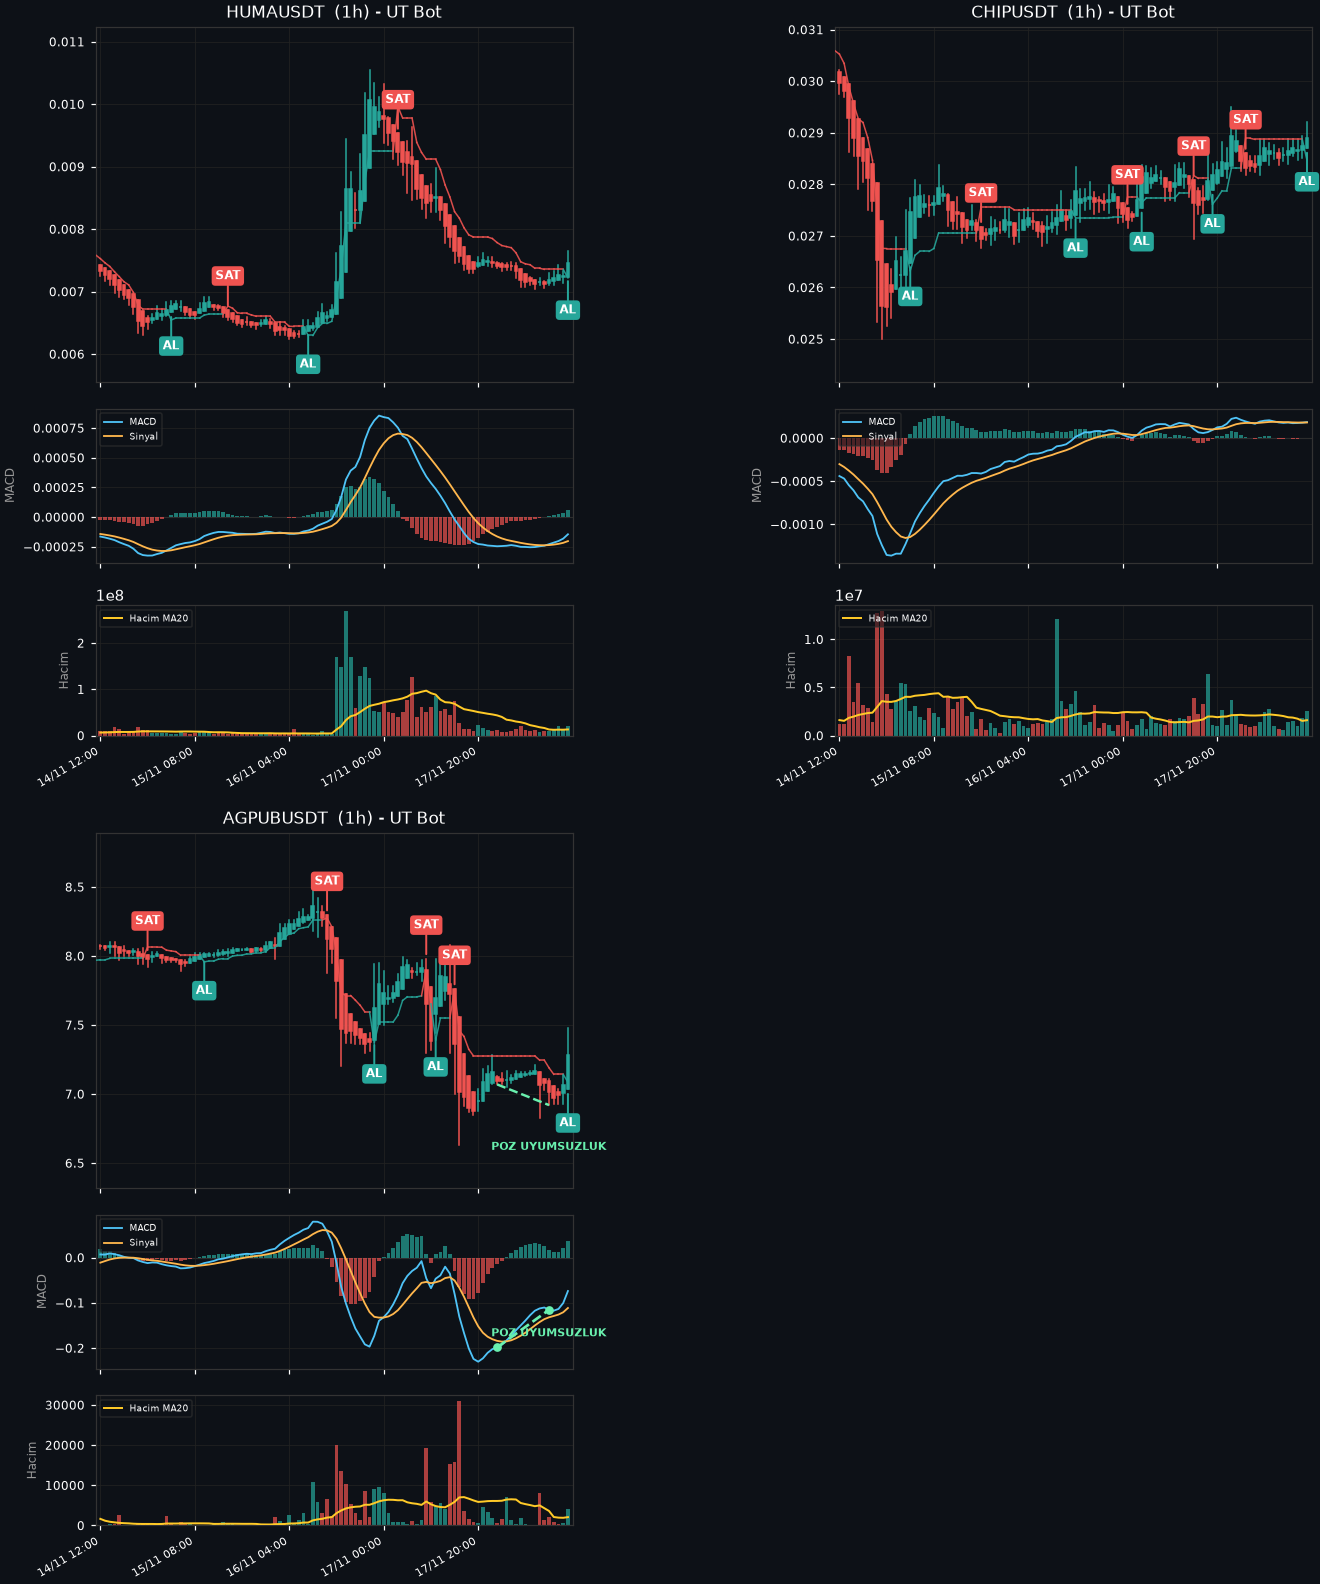 HUMAUSDT (1h) - UT Bot
0.011
0.010
0.009
0.008
0.007
0.006
SAT
SAT
AL
AL
AL
MACD
Sinyal
MACD
0.00075
0.00050
0.00025
0.00000
−0.00025
1e8
Hacim MA20
Hacim
2
1
0
14/11 12:00
15/11 08:00
16/11 04:00
17/11 00:00
17/11 20:00
CHIPUSDT (1h) - UT Bot
0.031
0.030
0.029
0.028
0.027
0.026
0.025
SAT
SAT
SAT
SAT
AL
AL
AL
AL
AL
MACD
Sinyal
MACD
0.0000
−0.0005
−0.0010
1e7
Hacim MA20
Hacim
1.0
0.5
0.0
14/11 12:00
15/11 08:00
16/11 04:00
17/11 00:00
17/11 20:00
AGPUBUSDT (1h) - UT Bot
8.5
8.0
7.5
7.0
6.5
SAT
SAT
SAT
SAT
AL
AL
AL
AL
POZ UYUMSUZLUK
MACD
Sinyal
MACD
0.0
−0.1
−0.2
POZ UYUMSUZLUK
Hacim MA20
Hacim
30000
20000
10000
0
14/11 12:00
15/11 08:00
16/11 04:00
17/11 00:00
17/11 20:00